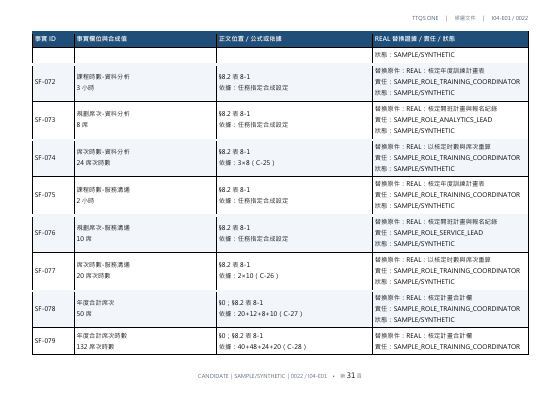 TTQS ONE | 掃鏡文件 | I04-E01 / 0022
事實 ID 事實欄位與合成值 正文位置 / 公式或依據 REAL 替換證據 / 責任 / 狀態
狀態：SAMPLE/SYNTHETIC
SF-072
課程時數-資料分析
3 小時
§8.2 表 8-1
依據：任務指定合成設定
替換原件：REAL：核定年度訓練計畫表
責任：SAMPLE_ROLE_TRAINING_COORDINATOR
狀態：SAMPLE/SYNTHETIC
SF-073
規劃席次-資料分析
8 席
§8.2 表 8-1
依據：任務指定合成設定
替換原件：REAL：核定開班計畫與報名紀錄
責任：SAMPLE_ROLE_ANALYTICS_LEAD
狀態：SAMPLE/SYNTHETIC
SF-074
席次時數-資料分析
24 席次時數
§8.2 表 8-1
依據：3×8（C-25）
替換原件：REAL：以核定時數與席次重算
責任：SAMPLE_ROLE_TRAINING_COORDINATOR
狀態：SAMPLE/SYNTHETIC
SF-075
課程時數-服務溝通
2 小時
§8.2 表 8-1
依據：任務指定合成設定
替換原件：REAL：核定年度訓練計畫表
責任：SAMPLE_ROLE_TRAINING_COORDINATOR
狀態：SAMPLE/SYNTHETIC
SF-076
規劃席次-服務溝通
10 席
§8.2 表 8-1
依據：任務指定合成設定
替換原件：REAL：核定開班計畫與報名紀錄
責任：SAMPLE_ROLE_SERVICE_LEAD
狀態：SAMPLE/SYNTHETIC
SF-077
席次時數-服務溝通
20 席次時數
§8.2 表 8-1
依據：2×10（C-26）
替換原件：REAL：以核定時數與席次重算
責任：SAMPLE_ROLE_TRAINING_COORDINATOR
狀態：SAMPLE/SYNTHETIC
SF-078
年度合計席次
50 席
§0；§8.2 表 8-1
依據：20+12+8+10（C-27）
替換原件：REAL：核定計畫合計欄
責任：SAMPLE_ROLE_TRAINING_COORDINATOR
狀態：SAMPLE/SYNTHETIC
SF-079
年度合計席次時數
132 席次時數
§0；§8.2 表 8-1
依據：40+48+24+20（C-28）
替換原件：REAL：核定計畫合計欄
責任：SAMPLE_ROLE_TRAINING_COORDINATOR
CANDIDATE | SAMPLE/SYNTHETIC | 0022 / I04-E01 • 第 31 頁